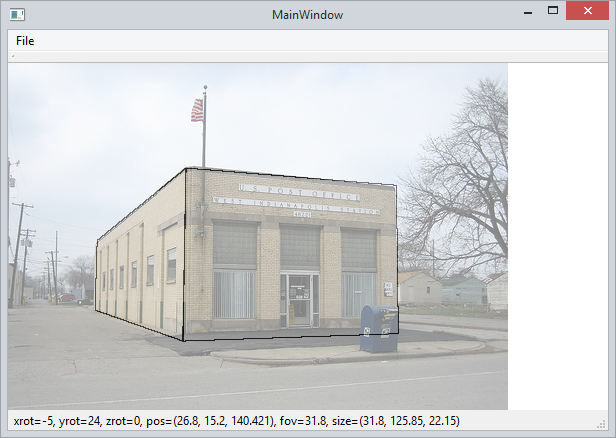 MainWindow
File
U.S. POST OFFICE
WEST INDIANAPOLIS STATION
46221
xrot=-5, yrot=24, zrot=0, pos=(26.8, 15.2, 140.421), fov=31.8, size=(31.8, 125.85, 22.15)